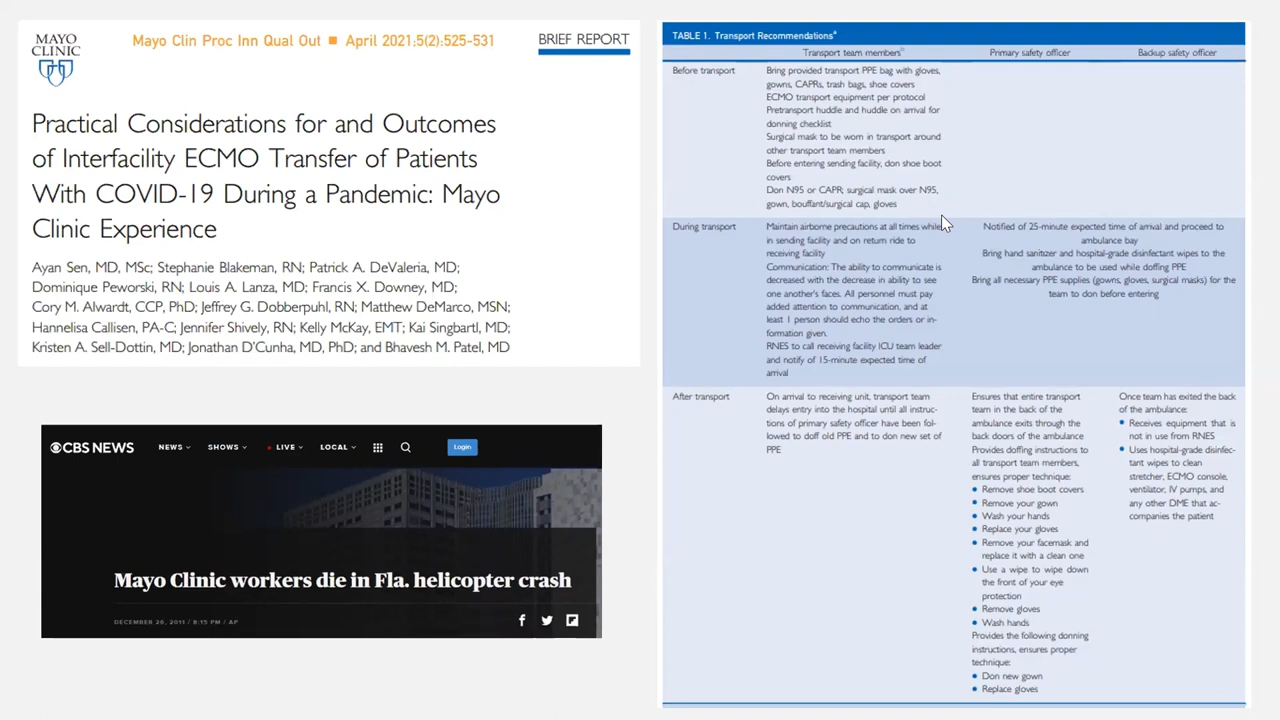 MAYO
CLINIC
Mayo Clin Proc Inn Qual Out ■ April 2021;5(2):525-531
BRIEF REPORT
Practical Considerations for and Outcomes
of Interfacility ECMO Transfer of Patients
With COVID-19 During a Pandemic: Mayo
Clinic Experience
Ayan Sen, MD, MSc; Stephanie Blakeman, RN; Patrick A. DeValeria, MD;
Dominique Peworski, RN; Louis A. Lanza, MD; Francis X. Downey, MD;
Cory M. Alwardt, CCP, PhD; Jeffrey G. Dobberpuhl, RN; Matthew DeMarco, MSN;
Hannelisa Callisen, PA-C; Jennifer Shively, RN; Kelly McKay, EMT; Kai Singbartl, MD;
Kristen A. Sell-Dottin, MD; Jonathan D'Cunha, MD, PhD; and Bhavesh M. Patel, MD
CBS NEWS NEWS SHOWS LIVE LOCAL Login
Mayo Clinic workers die in Fla. helicopter crash
DECEMBER 26, 2011 / 8:15 PM / AP
TABLE 1. Transport Recommendationsᵃ
Transport team membersᵇ
Primary safety officer
Backup safety officer
Before transport
Bring provided transport PPE bag with gloves,
gowns, CAPRs, trash bags, shoe covers
ECMO transport equipment per protocol
Pretransport huddle and huddle on arrival for
donning checklist
Surgical mask to be worn in transport around
other transport team members
Before entering sending facility, don shoe boot
covers
Don N95 or CAPR, surgical mask over N95,
gown, bouffant/surgical cap, gloves
During transport
Maintain airborne precautions at all times while
in sending facility and on return ride to
receiving facility
Communication: The ability to communicate is
decreased with the decrease in ability to see
one another's faces. All personnel must pay
added attention to communication, and at
least 1 person should echo the orders or in-
formation given.
RNES to call receiving facility ICU team leader
and notify of 15-minute expected time of
arrival
Notified of 25-minute expected time of arrival and proceed to
ambulance bay
Bring hand sanitizer and hospital-grade disinfectant wipes to the
ambulance to be used while doffing PPE
Bring all necessary PPE supplies (gowns, gloves, surgical masks) for the
team to don before entering
After transport
On arrival to receiving unit, transport team
delays entry into the hospital until all instruc-
tions of primary safety officer have been fol-
lowed to doff old PPE and to don new set of
PPE
Ensures that entire transport
team in the back of the
ambulance exits through the
back doors of the ambulance
Provides doffing instructions to
all transport team members,
ensures proper technique:
● Remove shoe boot covers
● Remove your gown
● Wash your hands
● Replace your gloves
● Remove your facemask and
replace it with a clean one
● Use a wipe to wipe down
the front of your eye
protection
● Remove gloves
● Wash hands
Provides the following donning
instructions, ensures proper
technique:
● Don new gown
● Replace gloves
Once team has exited the back
of the ambulance:
● Receives equipment that is
not in use from RNES
● Uses hospital-grade disinfec-
tant wipes to clean
stretcher, ECMO console,
ventilator, IV pumps, and
any other DME that ac-
companies the patient